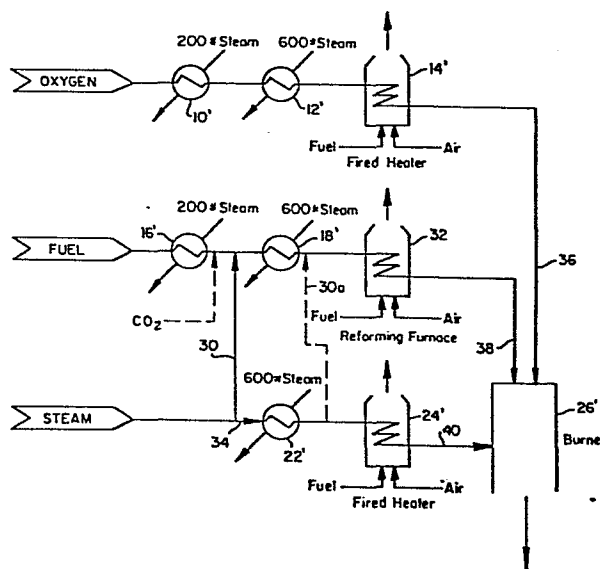 200# Steam
600# Steam
14'
OXYGEN
10'
12'
Fuel
Air
Fired Heater
200# Steam
600# Steam
16'
18'
32
FUEL
36
CO2
30a
Fuel
Air
Reforming Furnace
30
38
600# Steam
STEAM
34
22'
24'
40
26'
Burne
Fuel
Air
Fired Heater